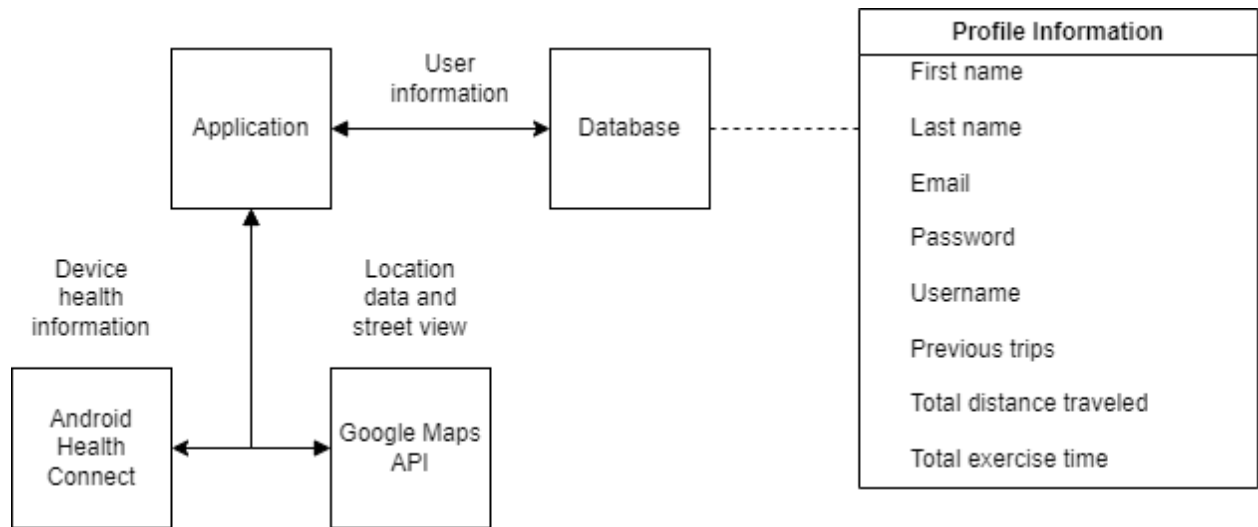 Profile Information
First name
Last name
Email
Password
Username
Previous trips
Total distance traveled
Total exercise time
User
information
Application
Database
Device
health
information
Location
data and
street view
Android
Health
Connect
Google Maps
API